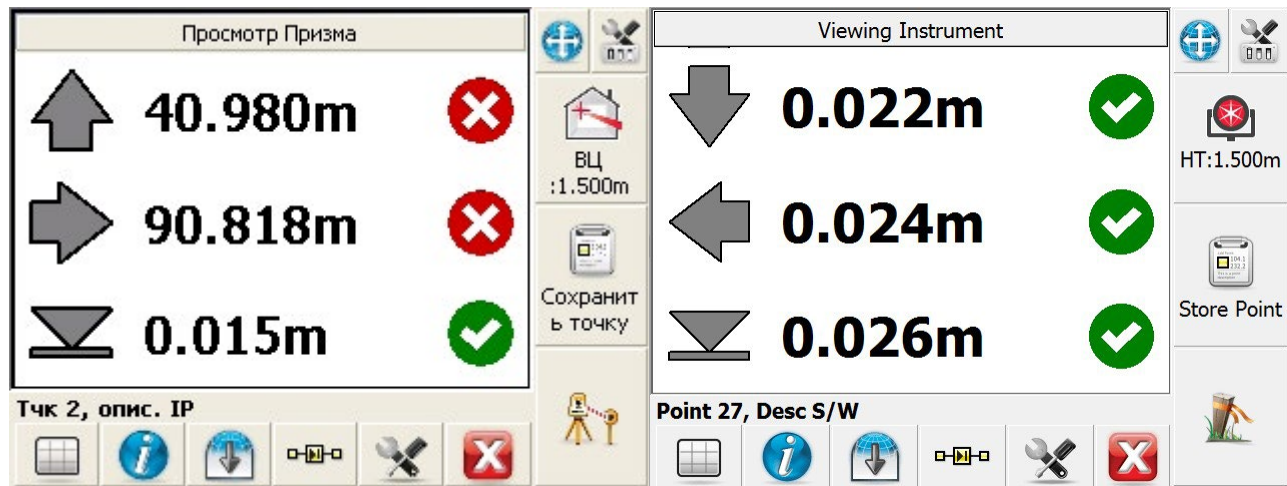 Просмотр Призма
40.980m
90.818m
0.015m
ВЦ
:1.500m
Сохранит
ь точку
Тчк 2, опис. IP
Viewing Instrument
0.022m
0.024m
0.026m
HT:1.500m
Store Point
Point 27, Desc S/W